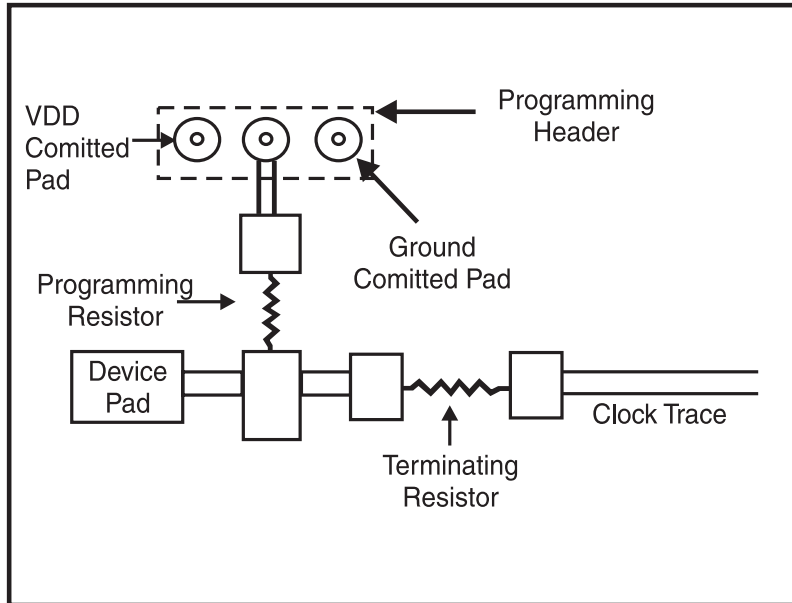 VDD
Comitted
Pad
Programming
Header
Ground
Comitted Pad
Programming
Resistor
Device
Pad
Clock Trace
Terminating
Resistor